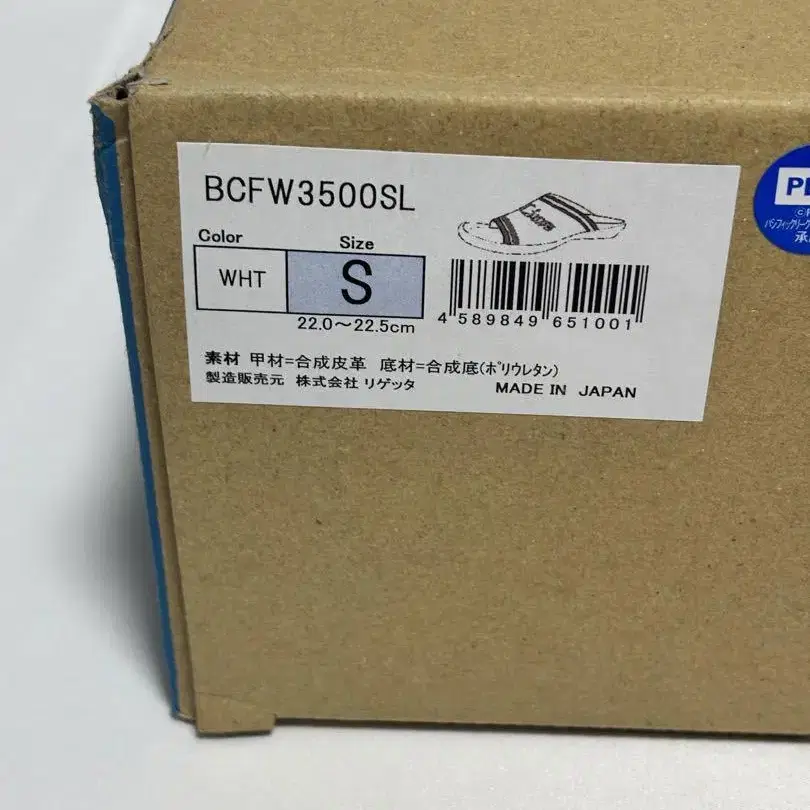 BCFW3500SL
Color Size
WHT S
22.0～22.5cm
4 589849 651001
素材 甲材=合成皮革 底材=合成底(ﾎﾟﾘｳﾚﾀﾝ)
製造販売元 株式会社 リゲッタ MADE IN JAPAN